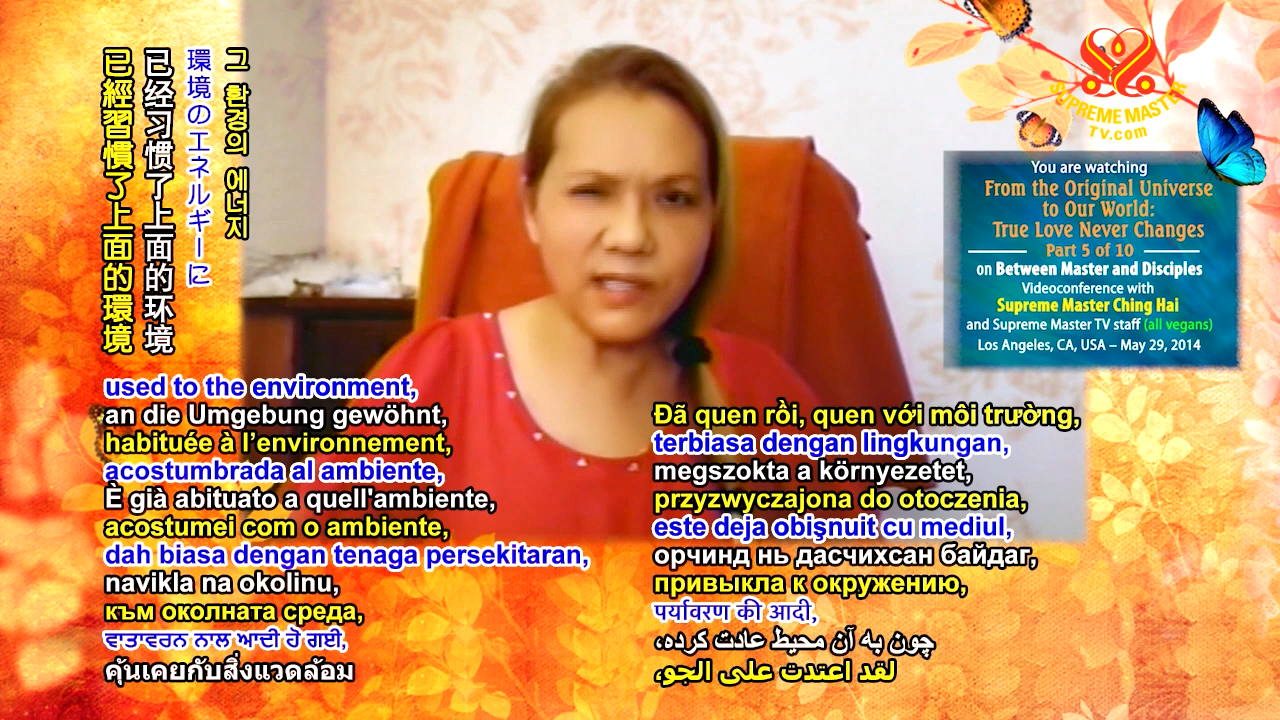 그 환경의 에너지
環境のエネルギーに
已经习惯了上面的环境
已經習慣了上面的環境
SUPREME MASTER
TV.com
You are watching
From the Original Universe
to Our World:
True Love Never Changes
Part 5 of 10
on Between Master and Disciples
Videoconference with
Supreme Master Ching Hai
and Supreme Master TV staff (all vegans)
Los Angeles, CA, USA – May 29, 2014
used to the environment,
an die Umgebung gewöhnt,
habituée à l’environnement,
acostumbrada al ambiente,
È già abituato a quell'ambiente,
acostumei com o ambiente,
dah biasa dengan tenaga persekitaran,
navikla na okolinu,
към околната среда,
ਵਾਤਾਵਰਨ ਨਾਲ ਆਦੀ ਹੋ ਗਈ,
คุ้นเคยกับสิ่งแวดล้อม
Đã quen rồi, quen với môi trường,
terbiasa dengan lingkungan,
megszokta a környezetet,
przyzwyczajona do otoczenia,
este deja obişnuit cu mediul,
орчинд нь дасчихсан байдаг,
привыкла к окружению,
पर्यावरण की आदी,
چون به آن محیط عادت کرده،
لقد اعتدت على الجو،